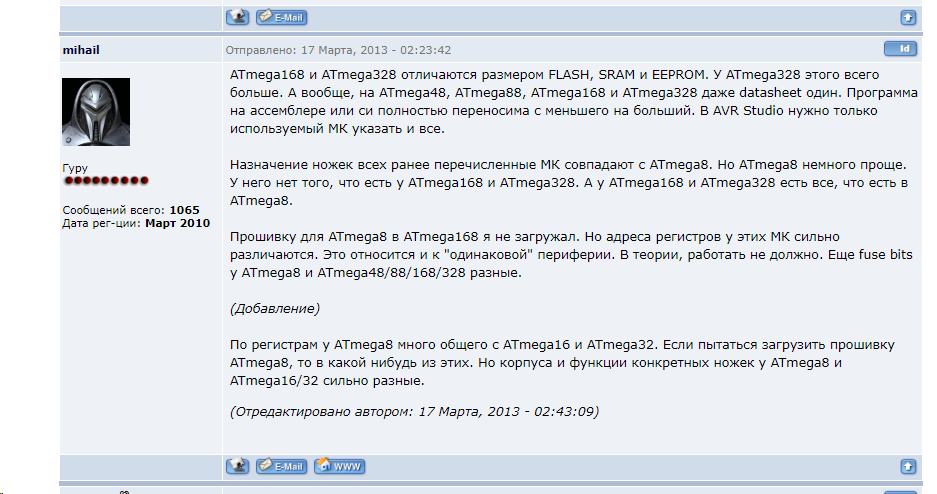 E-Mail
mihail
Отправлено: 17 Марта, 2013 - 02:23:42
Id
ATmega168 и ATmega328 отличаются размером FLASH, SRAM и EEPROM. У ATmega328 этого всего
больше. А вообще, на ATmega48, ATmega88, ATmega168 и ATmega328 даже datasheet один. Программа
на ассемблере или си полностью переносима с меньшего на больший. В AVR Studio нужно только
используемый МК указать и все.
Назначение ножек всех ранее перечисленные МК совпадают с ATmega8. Но ATmega8 немного проще.
У него нет того, что есть у ATmega168 и ATmega328. А у ATmega168 и ATmega328 есть все, что есть в
ATmega8.
Гуру
Сообщений всего: 1065
Дата рег-ции: Март 2010
Прошивку для ATmega8 в ATmega168 я не загружал. Но адреса регистров у этих МК сильно
различаются. Это относится и к "одинаковой" периферии. В теории, работать не должно. Еще fuse bits
у ATmega8 и ATmega48/88/168/328 разные.
(Добавление)
По регистрам у ATmega8 много общего с ATmega16 и ATmega32. Если пытаться загрузить прошивку
ATmega8, то в какой нибудь из этих. Но корпуса и функции конкретных ножек у ATmega8 и
ATmega16/32 сильно разные.
(Отредактировано автором: 17 Марта, 2013 - 02:43:09)
E-Mail
WWW